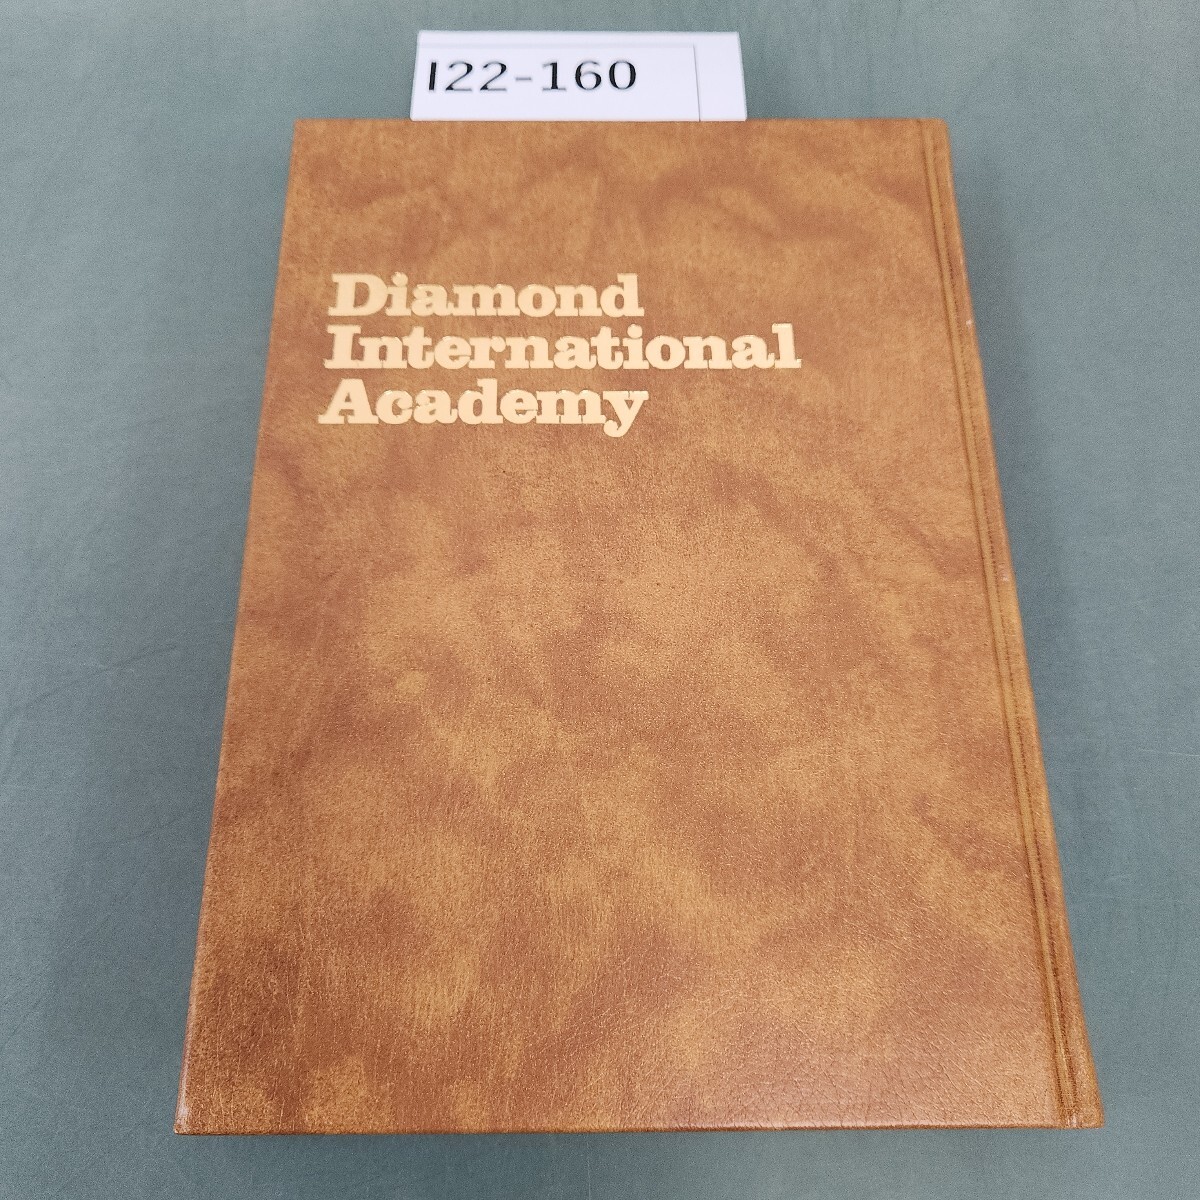 I22-160
Diamond
International
Academy